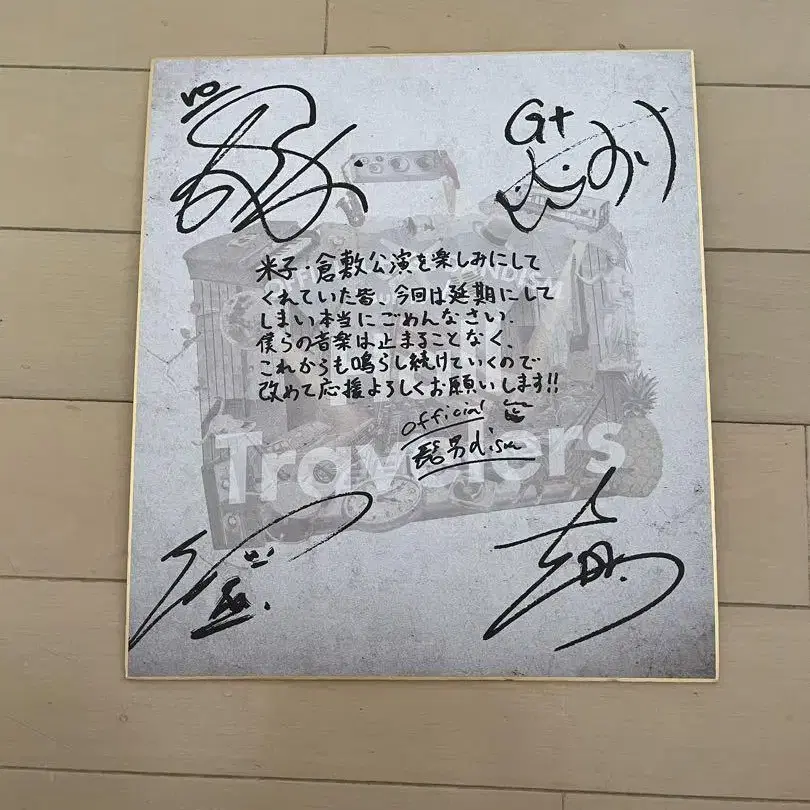 vo
G+
米子・倉敷公演を楽しみにして
くれていた皆、今回は延期にして
しまい本当にごめんなさい.
僕らの音楽は止まることなく、
これからも鳴らし続けていくので
改めて応援よろしくお願いします!!
official
髭男dism
Travelers